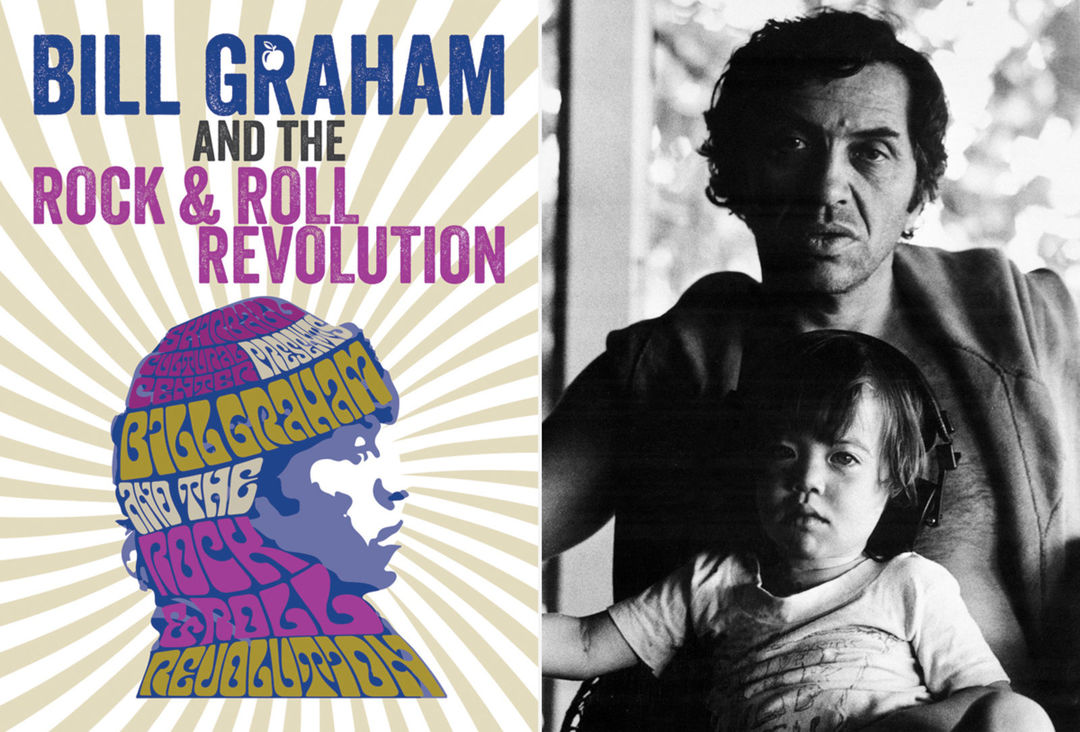 BILL GRAHAM
AND THE
ROCK & ROLL
REVOLUTION
SKIRBALL
CULTURAL
CENTER PRESENTS
BILL GRAHAM
AND THE
ROCK
& ROLL
REVOLUTION